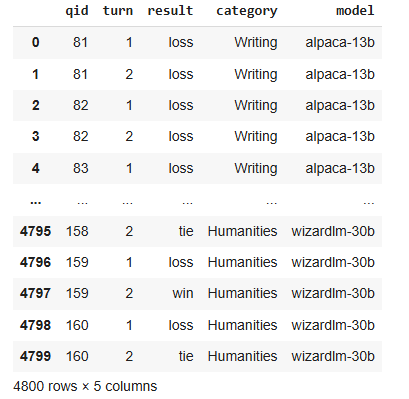 qid turn result category model
0 81 1 loss Writing alpaca-13b
1 81 2 loss Writing alpaca-13b
2 82 1 loss Writing alpaca-13b
3 82 2 loss Writing alpaca-13b
4 83 1 loss Writing alpaca-13b
... ... ... ... ... ...
4795 158 2 tie Humanities wizardlm-30b
4796 159 1 loss Humanities wizardlm-30b
4797 159 2 win Humanities wizardlm-30b
4798 160 1 loss Humanities wizardlm-30b
4799 160 2 tie Humanities wizardlm-30b
4800 rows × 5 columns